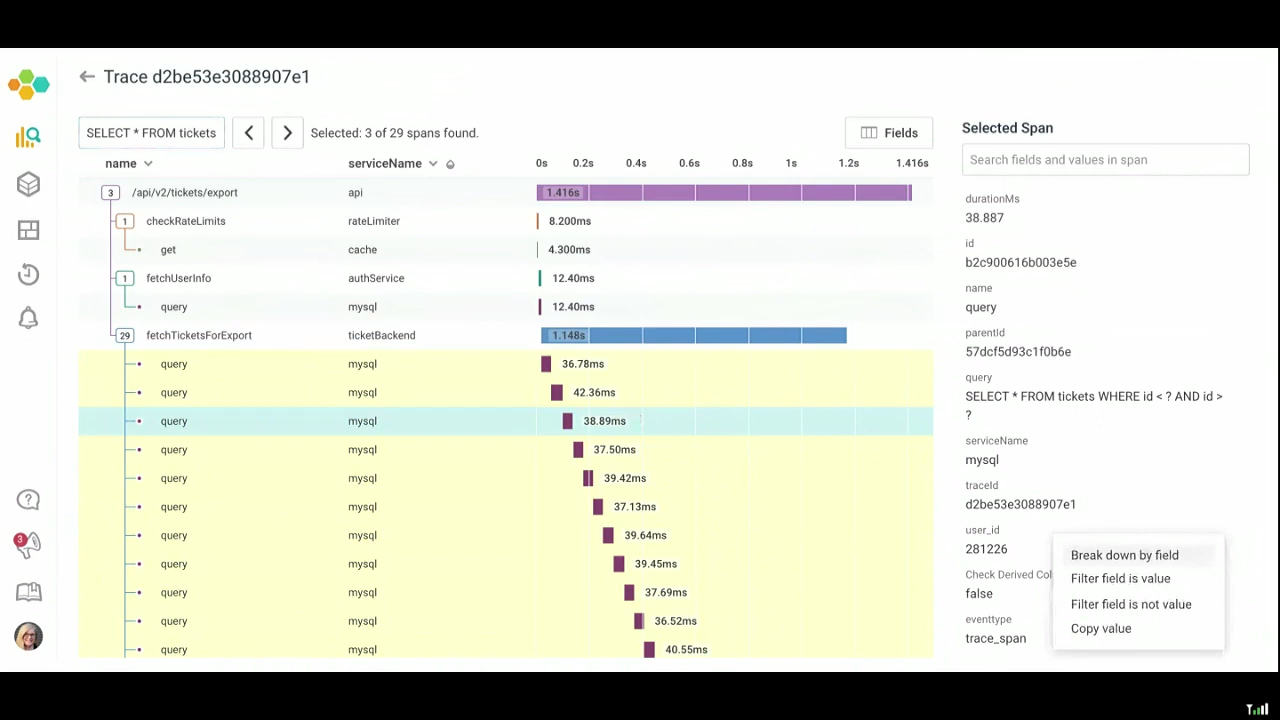 Trace d2be53e3088907e1
SELECT * FROM tickets
Selected: 3 of 29 spans found.
Fields
name serviceName 0s 0.2s 0.4s 0.6s 0.8s 1s 1.2s 1.416s
3 /api/v2/tickets/export api 1.416s
1 checkRateLimits rateLimiter 8.200ms
get cache 4.300ms
1 fetchUserInfo authService 12.40ms
query mysql 12.40ms
29 fetchTicketsForExport ticketBackend 1.148s
query mysql 36.78ms
query mysql 42.36ms
query mysql 38.89ms
query mysql 37.50ms
query mysql 39.42ms
query mysql 37.13ms
query mysql 39.64ms
query mysql 39.45ms
query mysql 37.69ms
query mysql 36.52ms
query mysql 40.55ms
3
Selected Span
Search fields and values in span
durationMs
38.887
id
b2c900616b003e5e
name
query
parentId
57dcf5d93c1f0b6e
query
SELECT * FROM tickets WHERE id < ? AND id >
?
serviceName
mysql
traceId
d2be53e3088907e1
user_id
281226
Check Derived Col
false
eventtype
trace_span
Break down by field
Filter field is value
Filter field is not value
Copy value